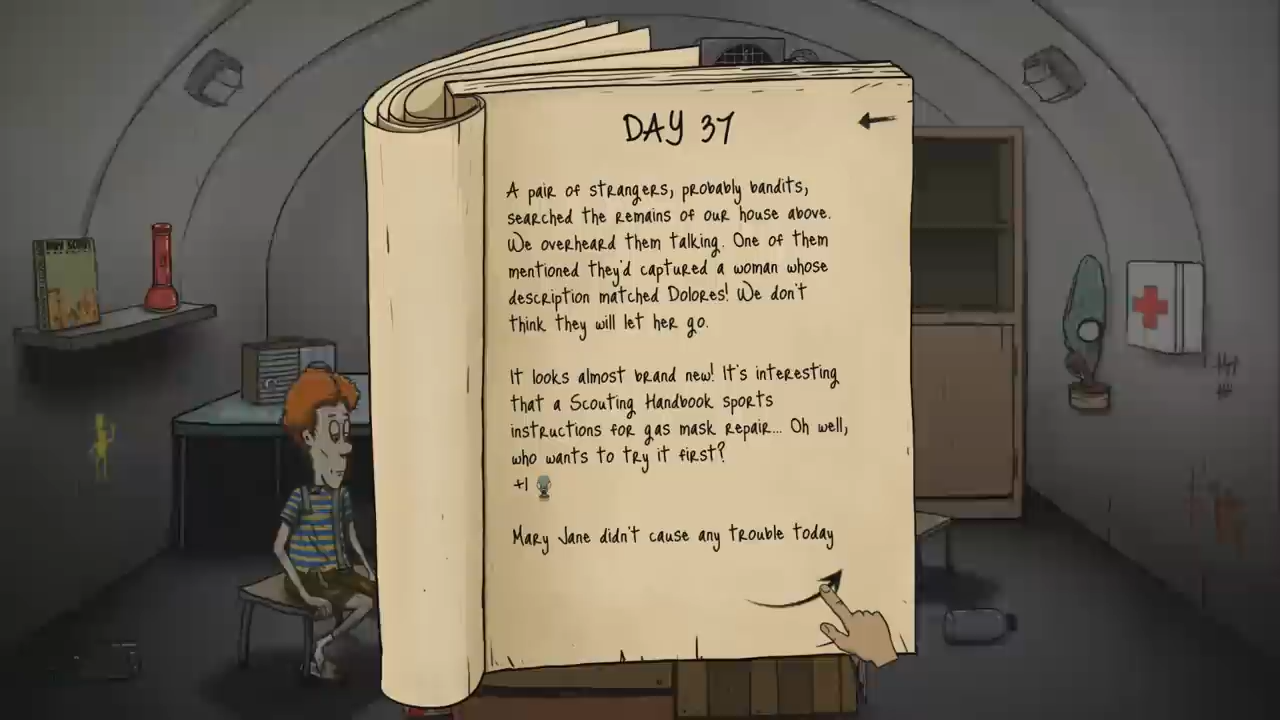 DAY 37
A pair of strangers, probably bandits,
searched the remains of our house above.
We overheard them talking. One of them
mentioned they'd captured a woman whose
description matched Dolores! We don't
think they will let her go.
It looks almost brand new! It's interesting
that a Scouting Handbook sports
instructions for gas mask repair... Oh well,
who wants to try it first?
+1
Mary Jane didn't cause any trouble today